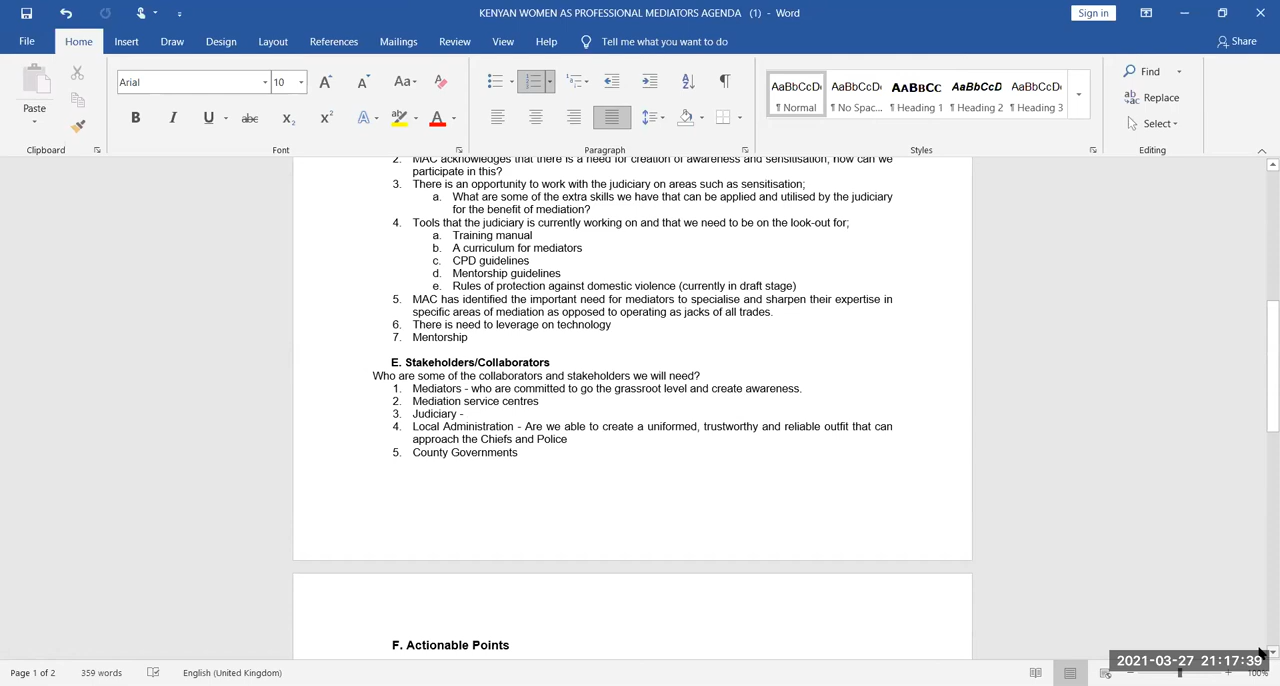 KENYAN WOMEN AS PROFESSIONAL MEDIATORS AGENDA (1) - Word
Sign in
File Home Insert Draw Design Layout References Mailings Review View Help Tell me what you want to do
Share
Arial 10
Paste
AaBbCcDı AaBbCcDı AaBbCc AaBbCcD AaBbCcDı
¶ Normal ¶ No Spac... ¶ Heading 1 ¶ Heading 2 ¶ Heading 3
Find
Replace
Select
Clipboard Font Paragraph Styles Editing
2. MAC acknowledges that there is a need for creation of awareness and sensitisation, how can we
participate in this?
3. There is an opportunity to work with the judiciary on areas such as sensitisation;
a. What are some of the extra skills we have that can be applied and utilised by the judiciary
for the benefit of mediation?
4. Tools that the judiciary is currently working on and that we need to be on the look-out for;
a. Training manual
b. A curriculum for mediators
c. CPD guidelines
d. Mentorship guidelines
e. Rules of protection against domestic violence (currently in draft stage)
5. MAC has identified the important need for mediators to specialise and sharpen their expertise in
specific areas of mediation as opposed to operating as jacks of all trades.
6. There is need to leverage on technology
7. Mentorship
E. Stakeholders/Collaborators
Who are some of the collaborators and stakeholders we will need?
1. Mediators - who are committed to go the grassroot level and create awareness.
2. Mediation service centres
3. Judiciary -
4. Local Administration - Are we able to create a uniformed, trustworthy and reliable outfit that can
approach the Chiefs and Police
5. County Governments
F. Actionable Points
2021-03-27 21:17:39
Page 1 of 2 359 words English (United Kingdom) 100%